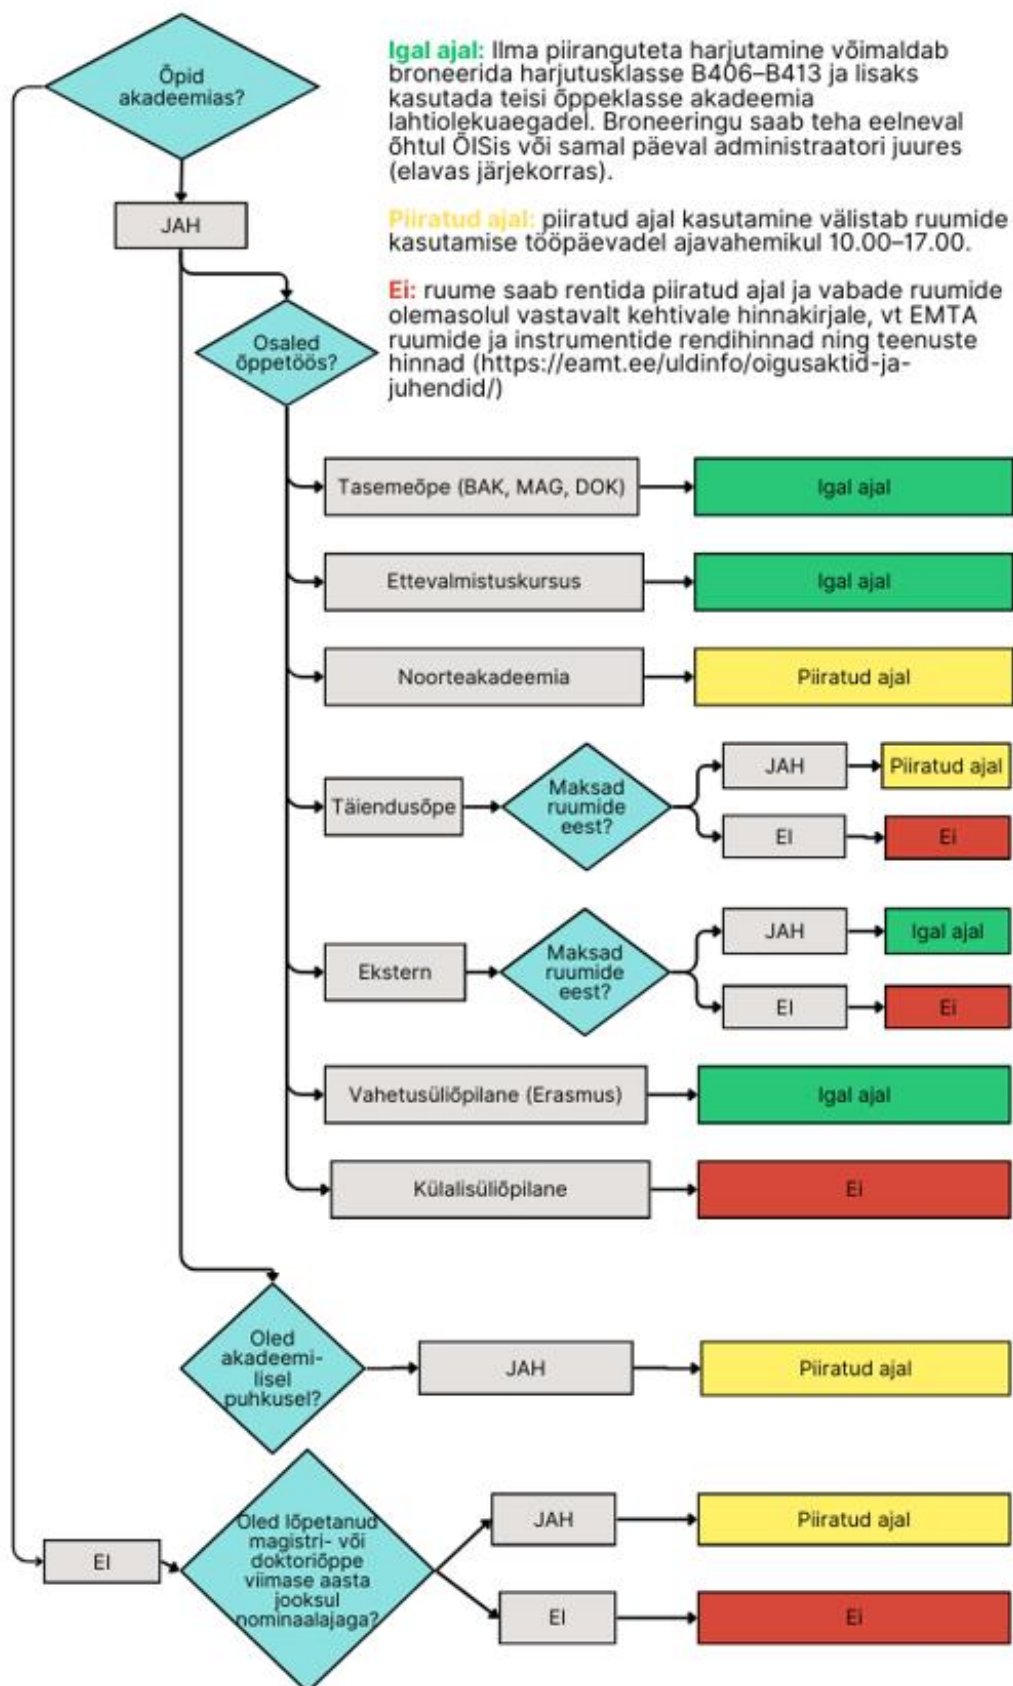 Õpid
akadeemias?
Igal ajal: Ilma piiranguteta harjutamine võimaldab
broneerida harjutusklasse B406–B413 ja lisaks
kasutada teisi õppeklasse akadeemia
lahtiolekuaegadel. Broneeringu saab teha eelneval
õhtul ÕISis või samal päeval administraatori juures
(elavas järjekorras).
JAH
Piiratud ajal: piiratud ajal kasutamine välistab ruumide
kasutamise tööpäevadel ajavahemikul 10.00–17.00.
Ei: ruume saab rentida piiratud ajal ja vabade ruumide
olemasolul vastavalt kehtivale hinnakirjale, vt EMTA
ruumide ja instrumentide rendihinnad ning teenuste
hinnad (https://eamt.ee/uldinfo/oigusaktid-ja-
juhendid/)
Osaled
õppetöös?
Tasemeõpe (BAK, MAG, DOK)
Igal ajal
Ettevalmistuskursus
Igal ajal
Noorteakadeemia
Piiratud ajal
Täiendusõpe
Maksad
ruumide
eest?
JAH
Piiratud ajal
EI
Ei
Ekstern
Maksad
ruumide
eest?
JAH
Igal ajal
EI
Ei
Vahetusüliõpilane (Erasmus)
Igal ajal
Külalisüliõpilane
Ei
Oled
akadeemi-
lisel
puhkusel?
JAH
Piiratud ajal
EI
Oled lõpetanud
magistri- või
doktoriõppe
viimase aasta
jooksul
nominaalajaga?
JAH
Piiratud ajal
EI
Ei